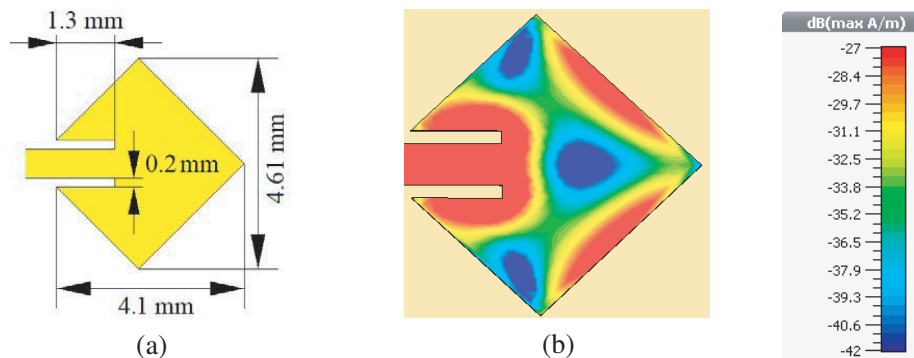 1.3 mm
0.2 mm
4.61 mm
4.1 mm
(a)
(b)
dB(max A/m)
-27
-28.4
-29.7
-31.1
-32.5
-33.8
-35.2
-36.5
-37.9
-39.3
-40.6
-42